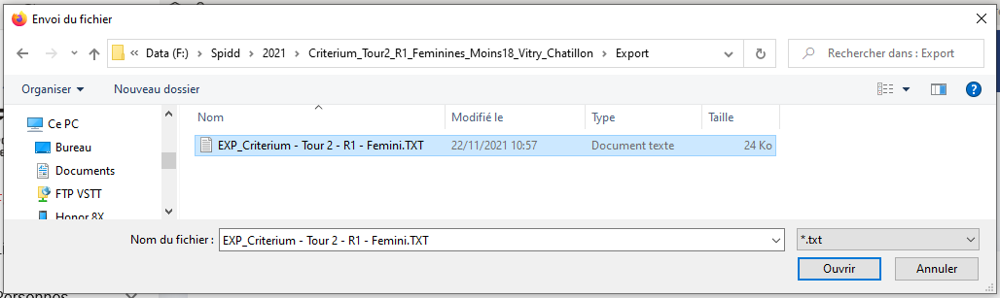 Envoi du fichier
« Data (F:) › Spidd › 2021 › Criterium_Tour2_R1_Feminines_Moins18_Vitry_Chatillon › Export
Rechercher dans : Export
Organiser
Nouveau dossier
Ce PC
Bureau
Documents
FTP VSTT
Honor 8X
Nom Modifié le Type Taille
EXP_Criterium - Tour 2 - R1 - Femini.TXT 22/11/2021 10:57 Document texte 24 Ko
Nom du fichier : EXP_Criterium - Tour 2 - R1 - Femini.TXT
*.txt
Ouvrir
Annuler